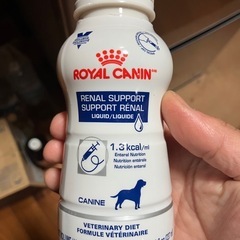 ROYAL CANIN
RENAL SUPPORT
SUPPORT RÉNAL
LIQUID/LIQUIDE
1.3 kcal/ml
Enteral Nutrition
Nutrition entérale
Nutrición enteral
CANINE
VETERINARY DIET
FORMULE VÉTÉRINAIRE